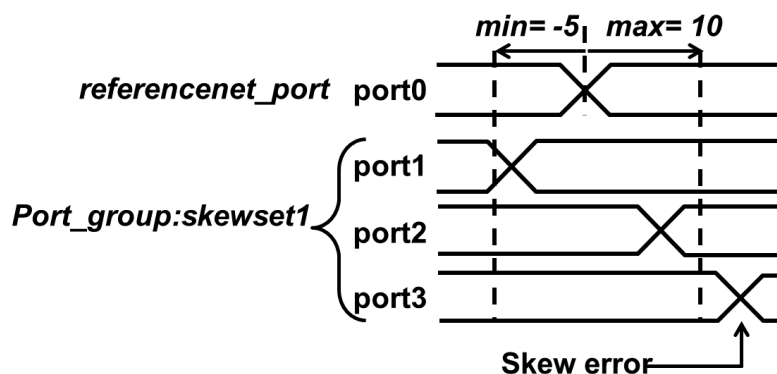 min= -5 max= 10
referencenet_port port0
port1
Port_group:skewset1
port2
port3
Skew error